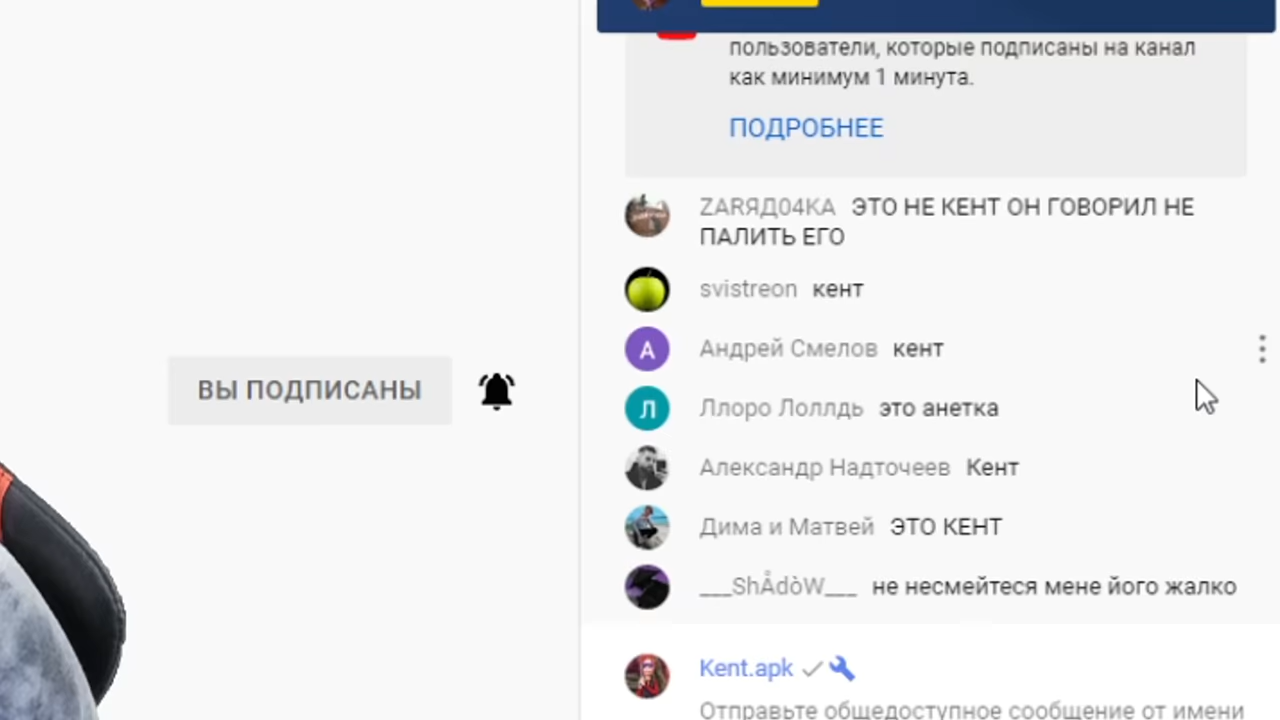 пользователи, которые подписаны на канал
как минимум 1 минута.
ПОДРОБНЕЕ
ZARЯД04КА ЭТО НЕ КЕНТ ОН ГОВОРИЛ НЕ
ПАЛИТЬ ЕГО
svistreon кент
А Андрей Смелов кент
ВЫ ПОДПИСАНЫ
Л Ллоро Лоллдь это анетка
Александр Надточеев Кент
Дима и Матвей ЭТО КЕНТ
___ShÅdòW___ не несмейтеся мене його жалко
Kent.apk
Отправьте общедоступное сообщение от имени